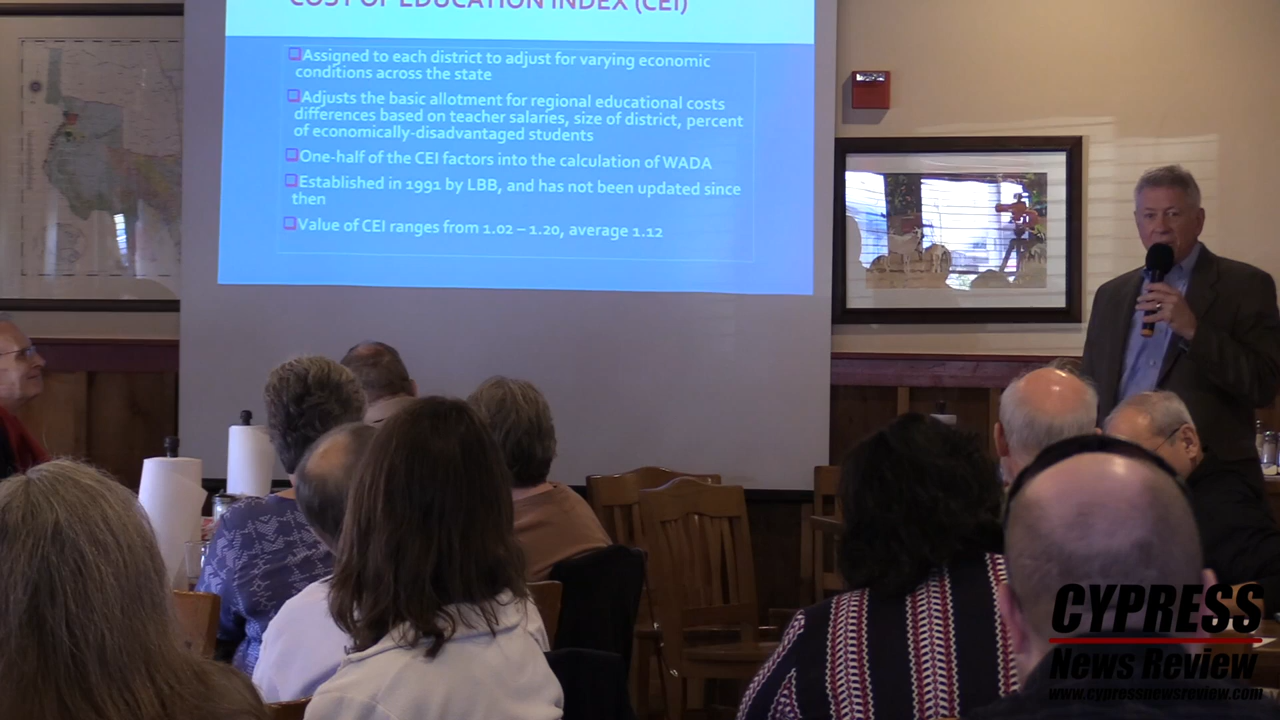 COST OF EDUCATION INDEX (CEI)
Assigned to each district to adjust for varying economic
conditions across the state
Adjusts the basic allotment for regional educational costs
differences based on teacher salaries, size of district, percent
of economically-disadvantaged students
One-half of the CEI factors into the calculation of WADA
Established in 1991 by LBB, and has not been updated since
then
Value of CEI ranges from 1.02 – 1.20, average 1.12
CYPRESS
News Review
www.cypressnewsreview.com